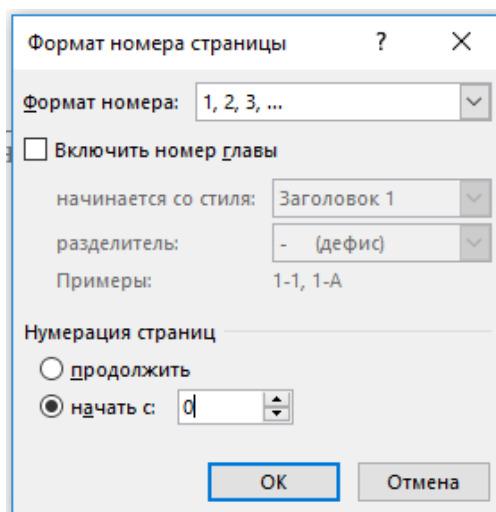 Формат номера страницы ? ×
Формат номера: 1, 2, 3, ...
Включить номер главы
начинается со стиля: Заголовок 1
разделитель: - (дефис)
Примеры: 1-1, 1-A
Нумерация страниц
продолжить
начать с: 0
ОК Отмена